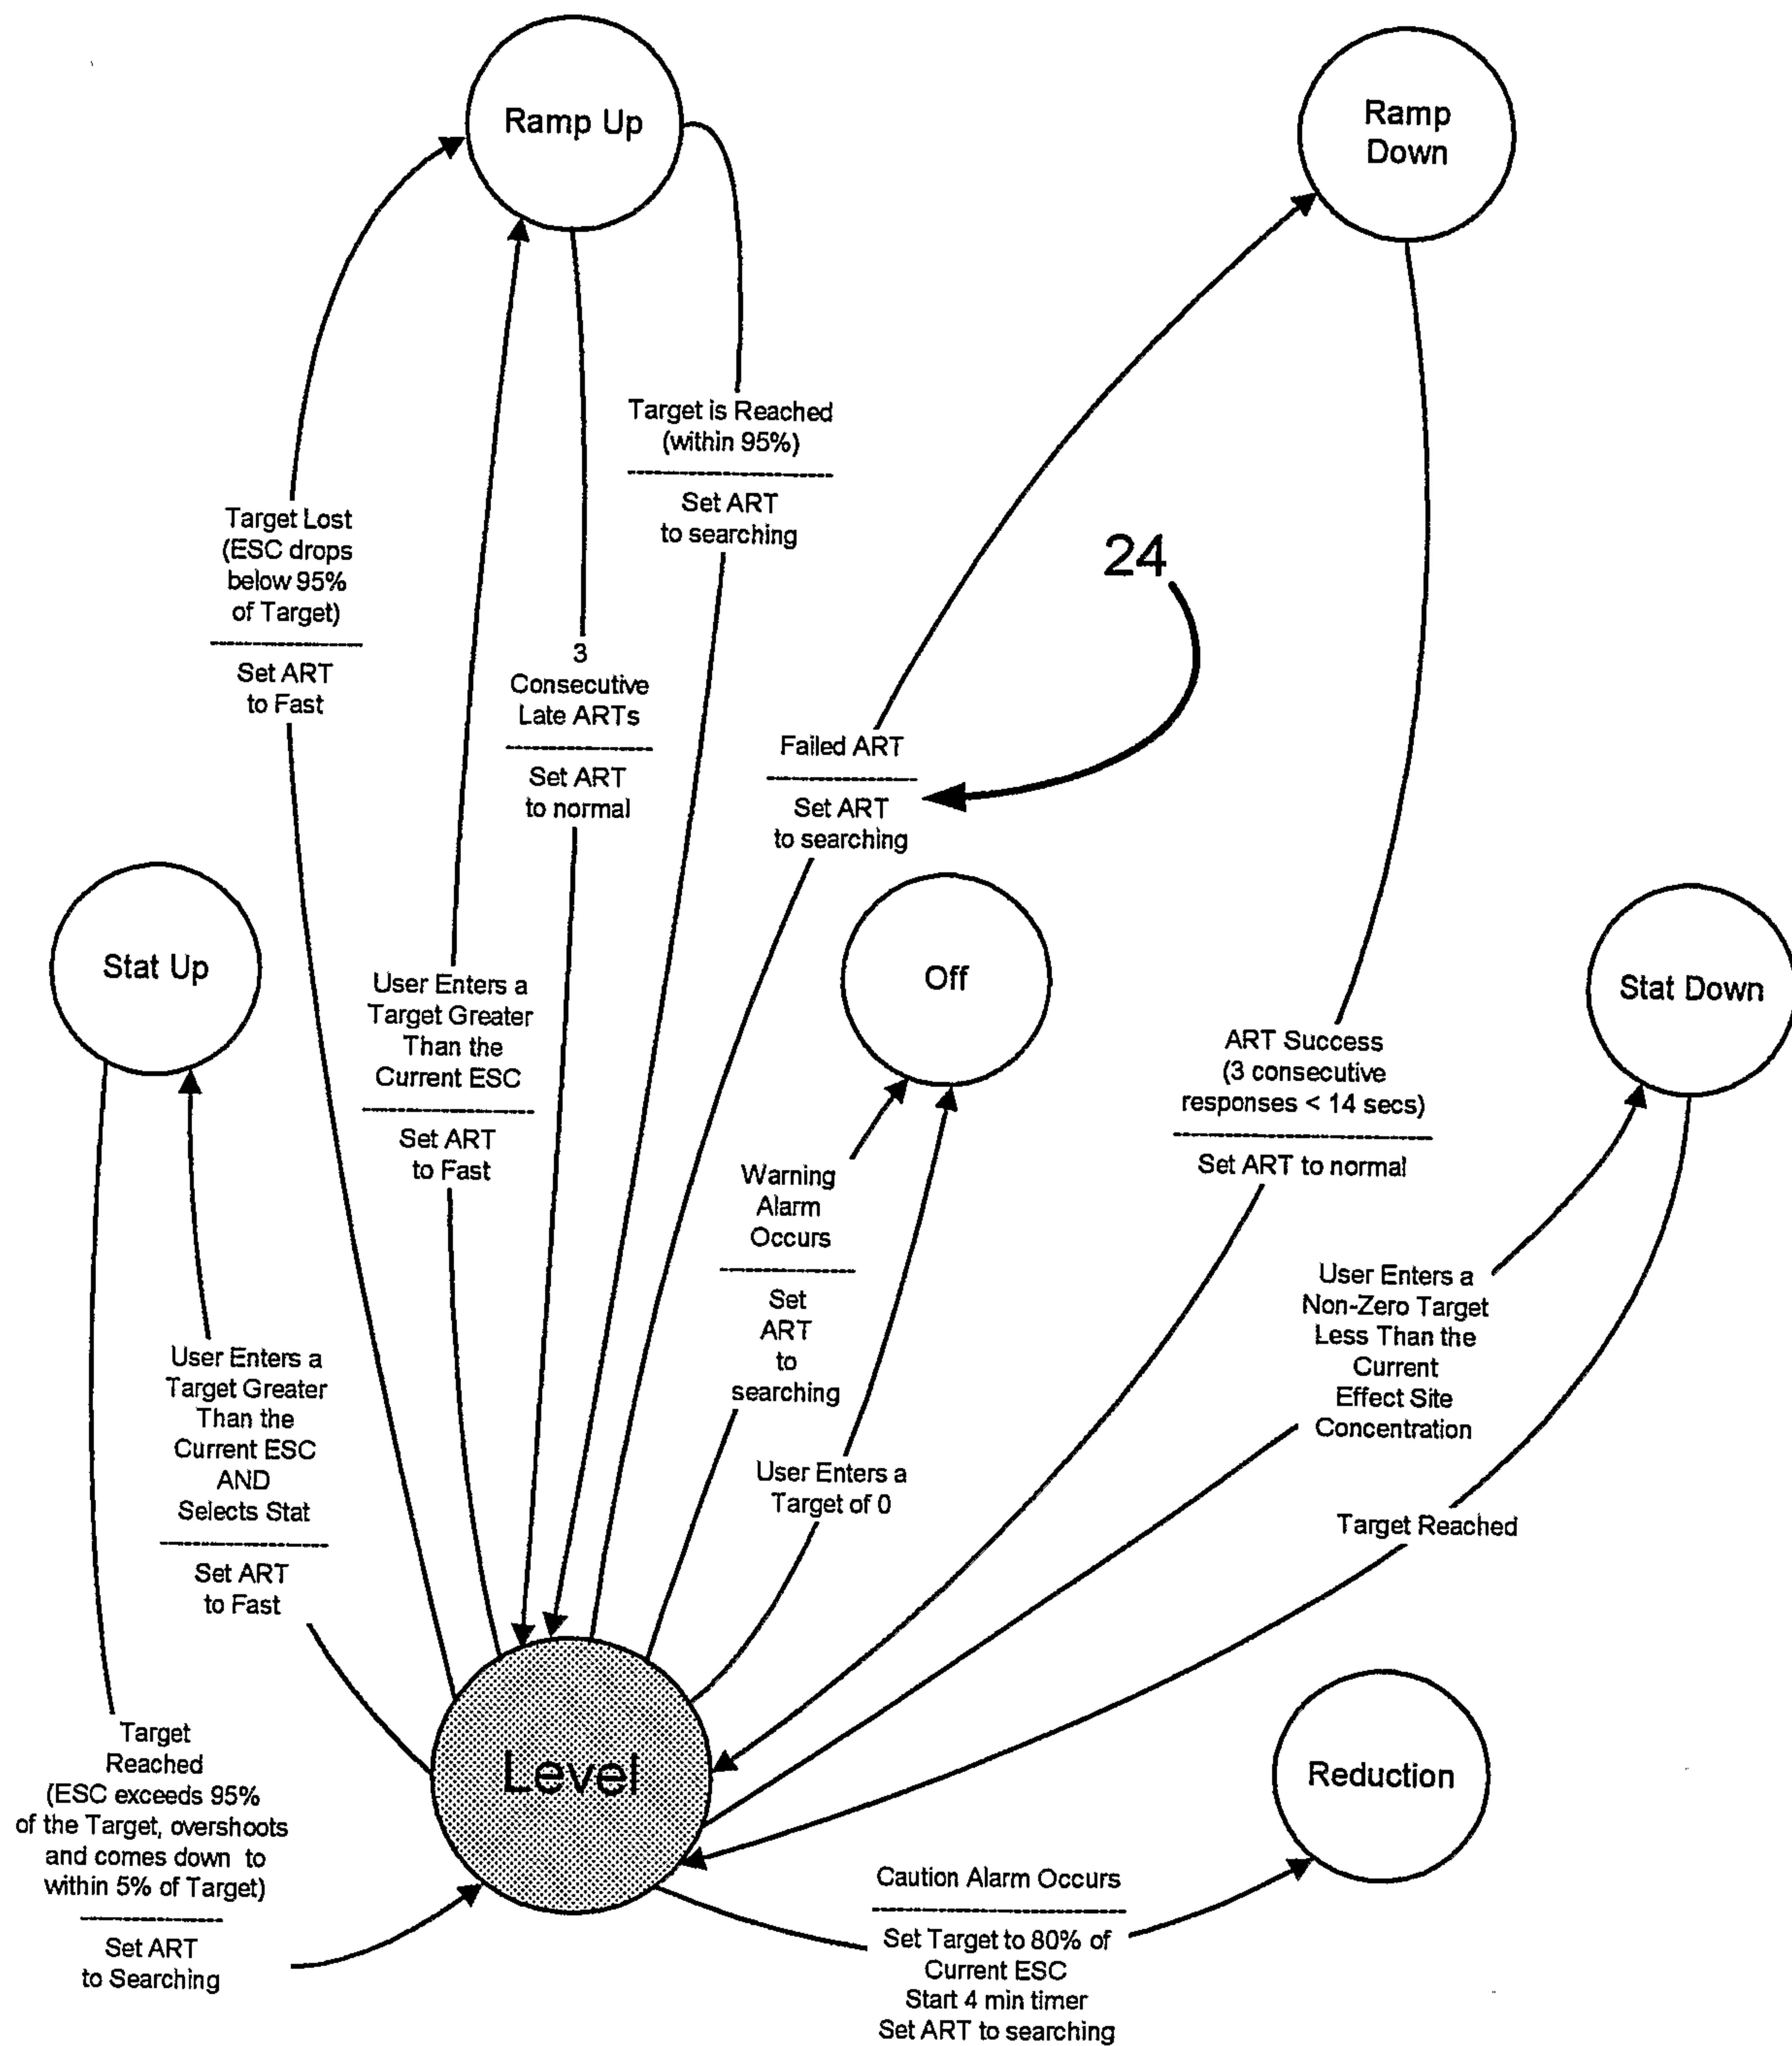 Ramp Up
Ramp
Down
Target is Reached
(within 95%)
Set ART
to searching
Target Lost
(ESC drops
below 95%
of Target)
Set ART
to Fast
24
3
Consecutive
Late ARTs
Set ART
to normal
Failed ART
Set ART
to searching
Stat Up
Off
Stat Down
User Enters a
Target Greater
Than the
Current ESC
Set ART
to Fast
ART Success
(3 consecutive
responses < 14 secs)
Set ART to normal
Warning
Alarm
Occurs
Set
ART
to
searching
User Enters a
Non-Zero Target
Less Than the
Current
Effect Site
Concentration
User Enters a
Target Greater
Than the
Current ESC
AND
Selects Stat
Set ART
to Fast
User Enters a
Target of 0
Target Reached
Target
Reached
(ESC exceeds 95%
of the Target, overshoots
and comes down to
within 5% of Target)
Set ART
to Searching
Level
Reduction
Caution Alarm Occurs
Set Target to 80% of
Current ESC
Start 4 min timer
Set ART to searching